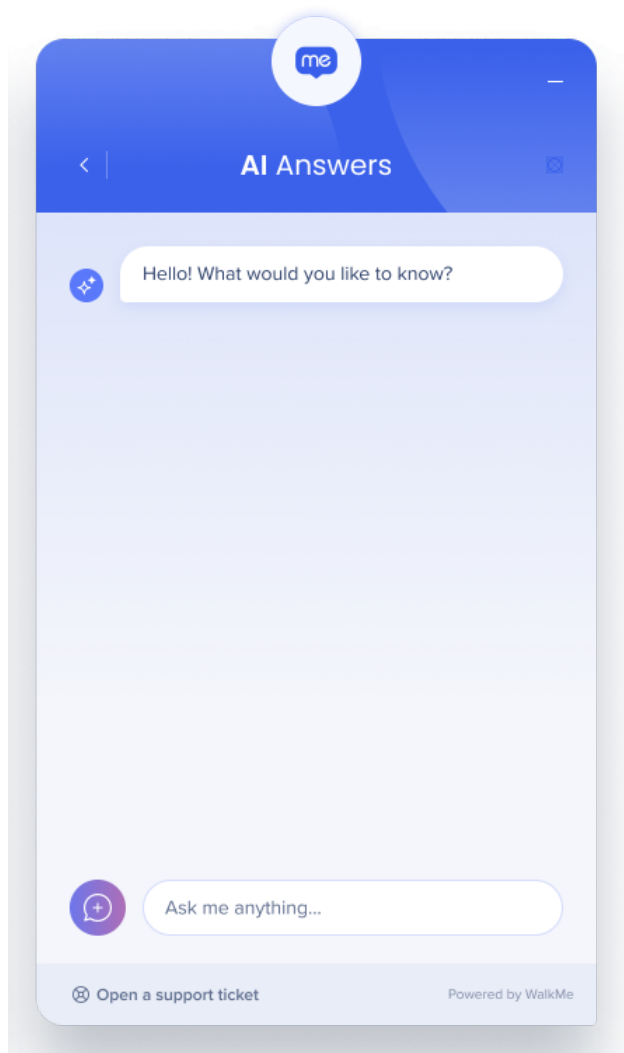 me
AI Answers
Hello! What would you like to know?
Ask me anything...
Open a support ticket
Powered by WalkMe